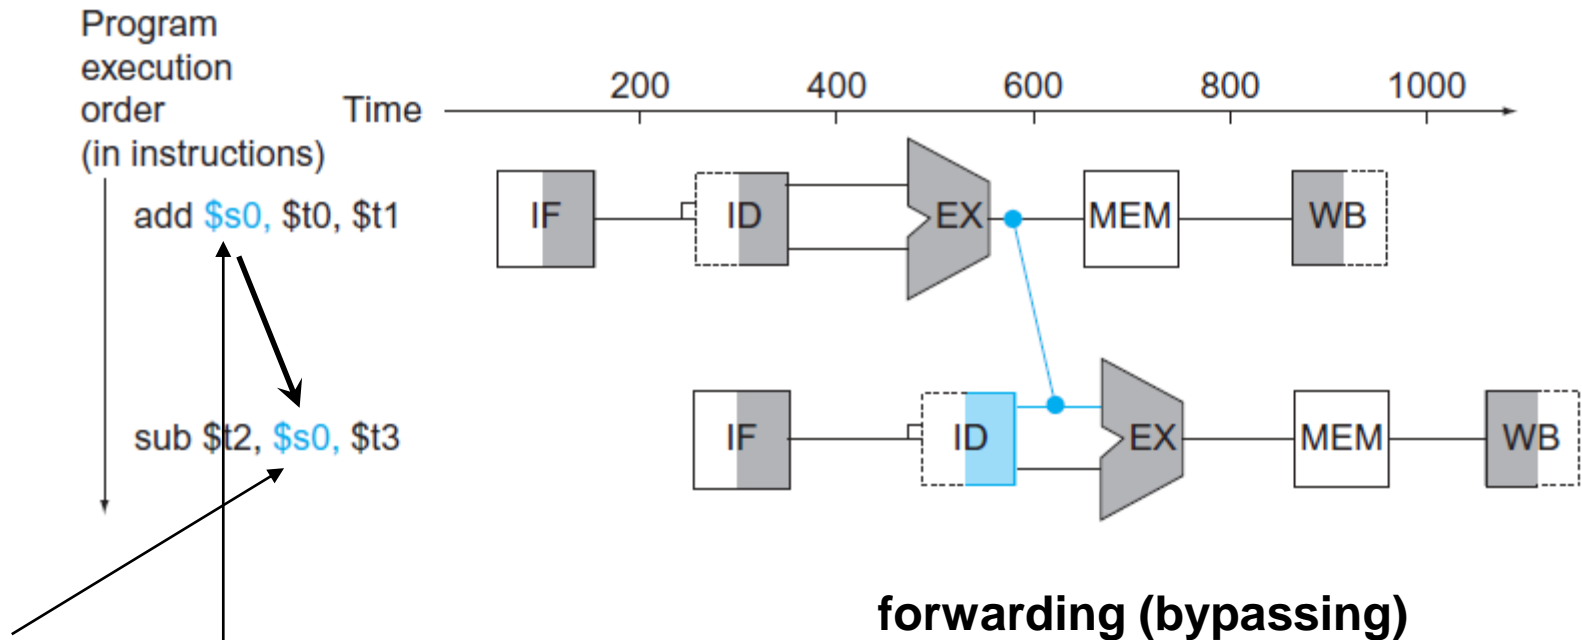 Program
execution
order
(in instructions)
Time
200 400 600 800 1000
add $s0, $t0, $t1
IF ID EX MEM WB
sub $t2, $s0, $t3
IF ID EX MEM WB
forwarding (bypassing)